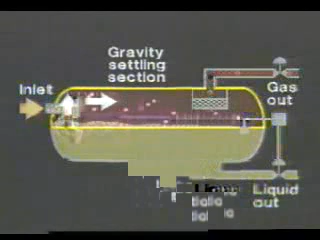 Gravity
settling
section
Inlet
Gas
out
Liquid
out